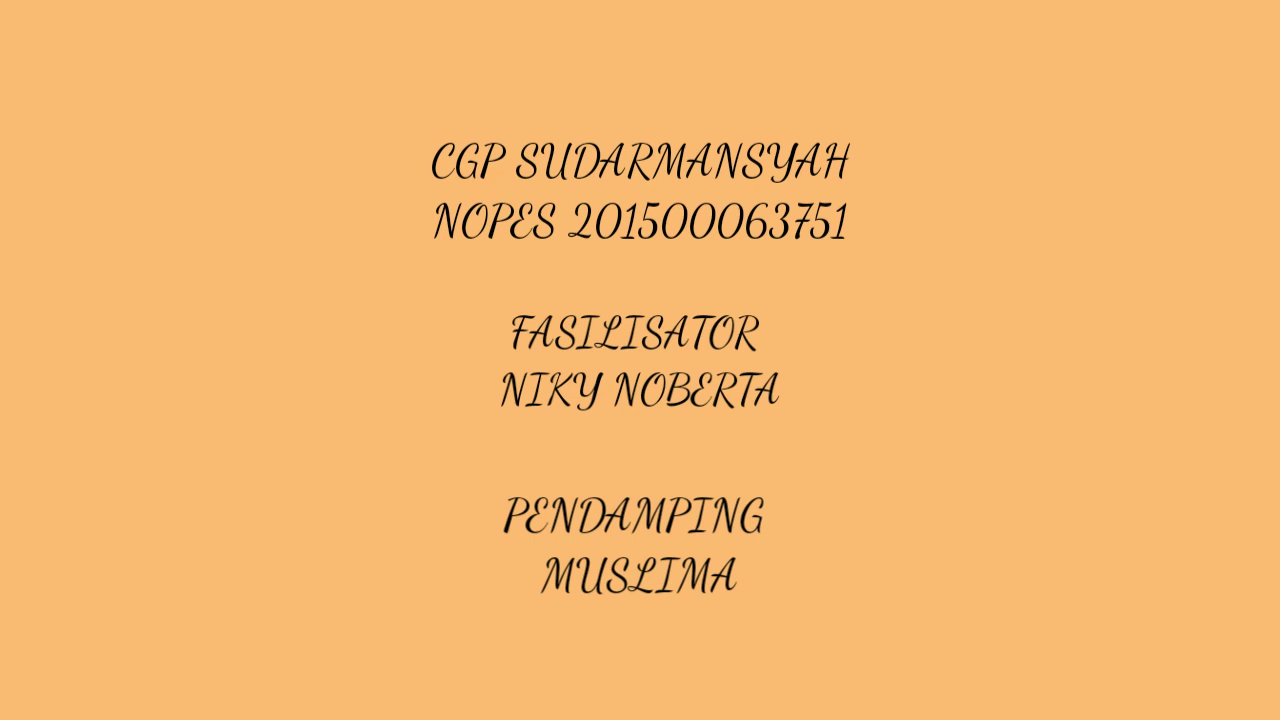 CGP SUDARMANSYAH
NOPES 201500063751
FASILISATOR
NIKY NOBERTA
PENDAMPING
MUSLIMA